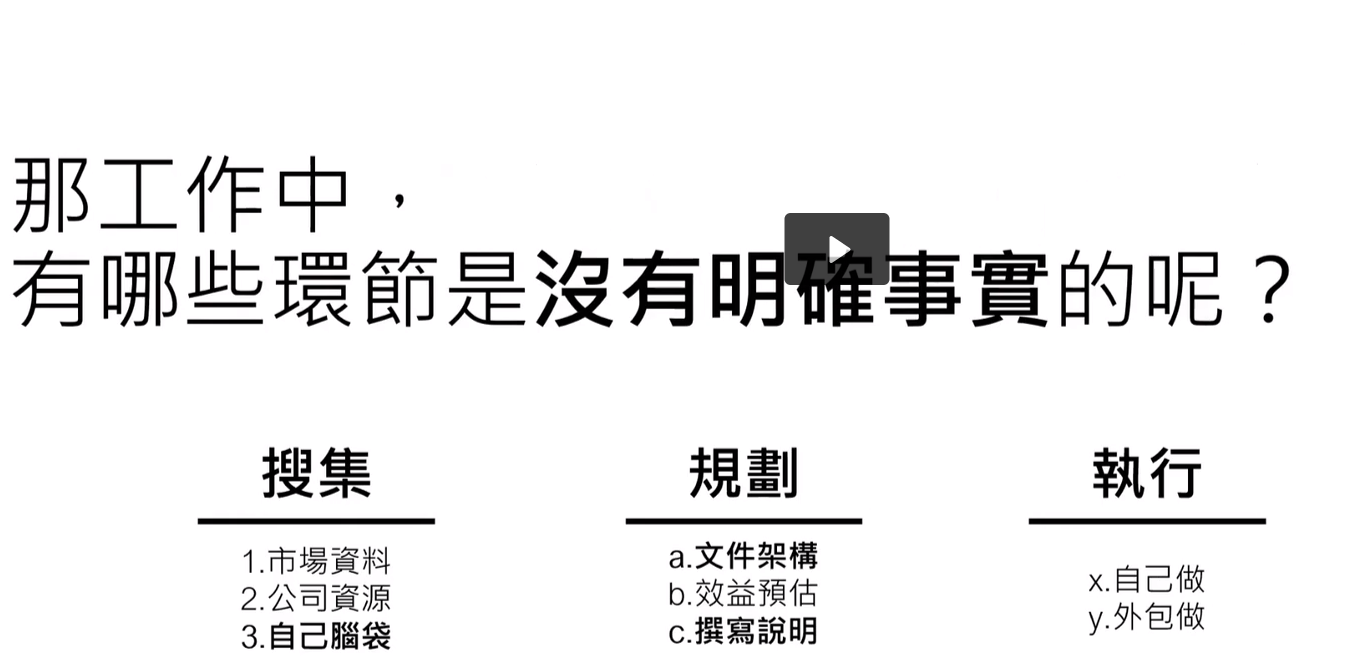 那工作中，
有哪些環節是沒有明確事實的呢？
搜集
1.市場資料
2.公司資源
3.自己腦袋
規劃
a.文件架構
b.效益預估
c.撰寫說明
執行
x.自己做
y.外包做